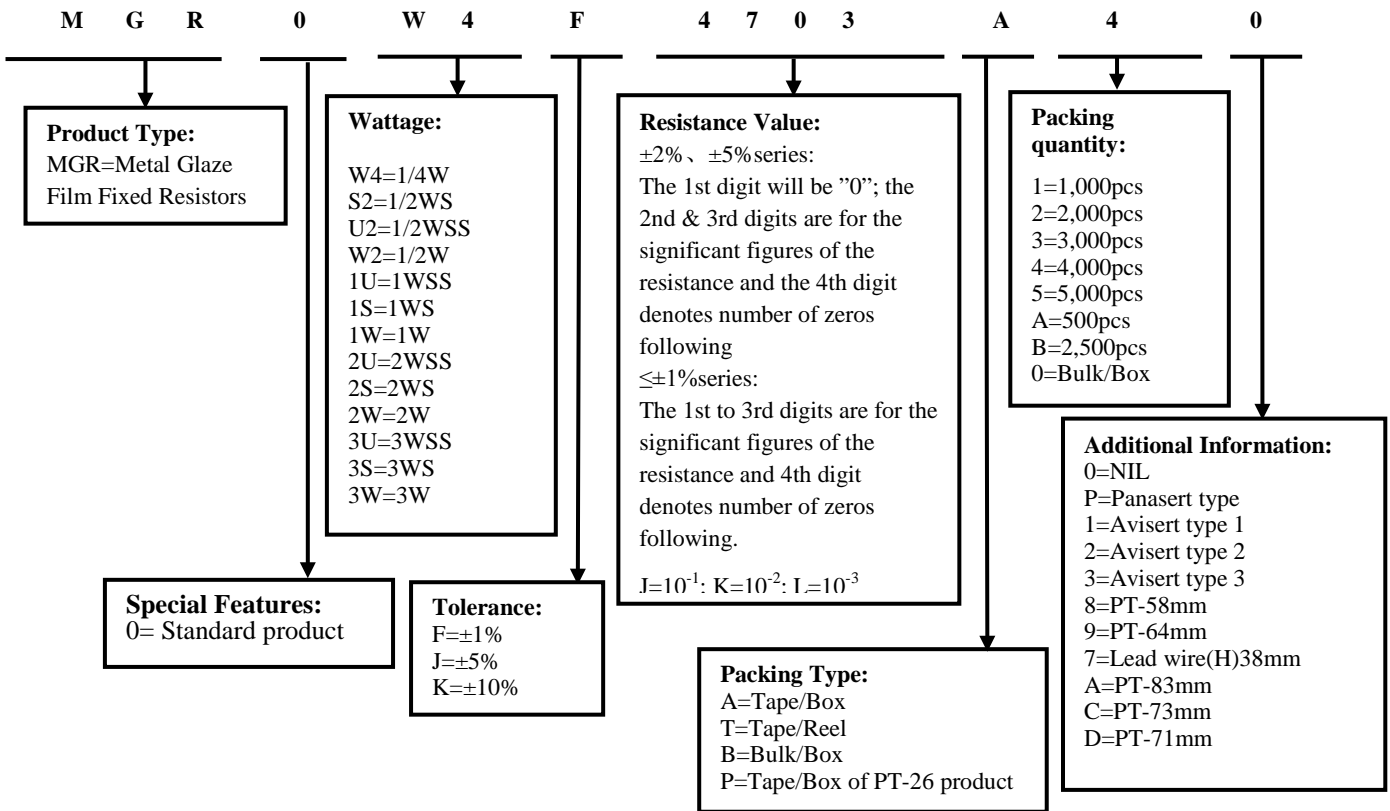 M G R 0 W 4 F 4 7 0 3 A 4 0
Product Type:
MGR=Metal Glaze
Film Fixed Resistors
Wattage:
W4=1/4W
S2=1/2WS
U2=1/2WSS
W2=1/2W
1U=1WSS
1S=1WS
1W=1W
2U=2WSS
2S=2WS
2W=2W
3U=3WSS
3S=3WS
3W=3W
Resistance Value:
±2%、±5%series:
The 1st digit will be ”0”; the
2nd & 3rd digits are for the
significant figures of the
resistance and the 4th digit
denotes number of zeros
following
≤±1%series:
The 1st to 3rd digits are for the
significant figures of the
resistance and 4th digit
denotes number of zeros
following.
J=10⁻¹; K=10⁻²; L=10⁻³
Packing
quantity:
1=1,000pcs
2=2,000pcs
3=3,000pcs
4=4,000pcs
5=5,000pcs
A=500pcs
B=2,500pcs
0=Bulk/Box
Special Features:
0= Standard product
Tolerance:
F=±1%
J=±5%
K=±10%
Packing Type:
A=Tape/Box
T=Tape/Reel
B=Bulk/Box
P=Tape/Box of PT-26 product
Additional Information:
0=NIL
P=Panasert type
1=Avisert type 1
2=Avisert type 2
3=Avisert type 3
8=PT-58mm
9=PT-64mm
7=Lead wire(H)38mm
A=PT-83mm
C=PT-73mm
D=PT-71mm